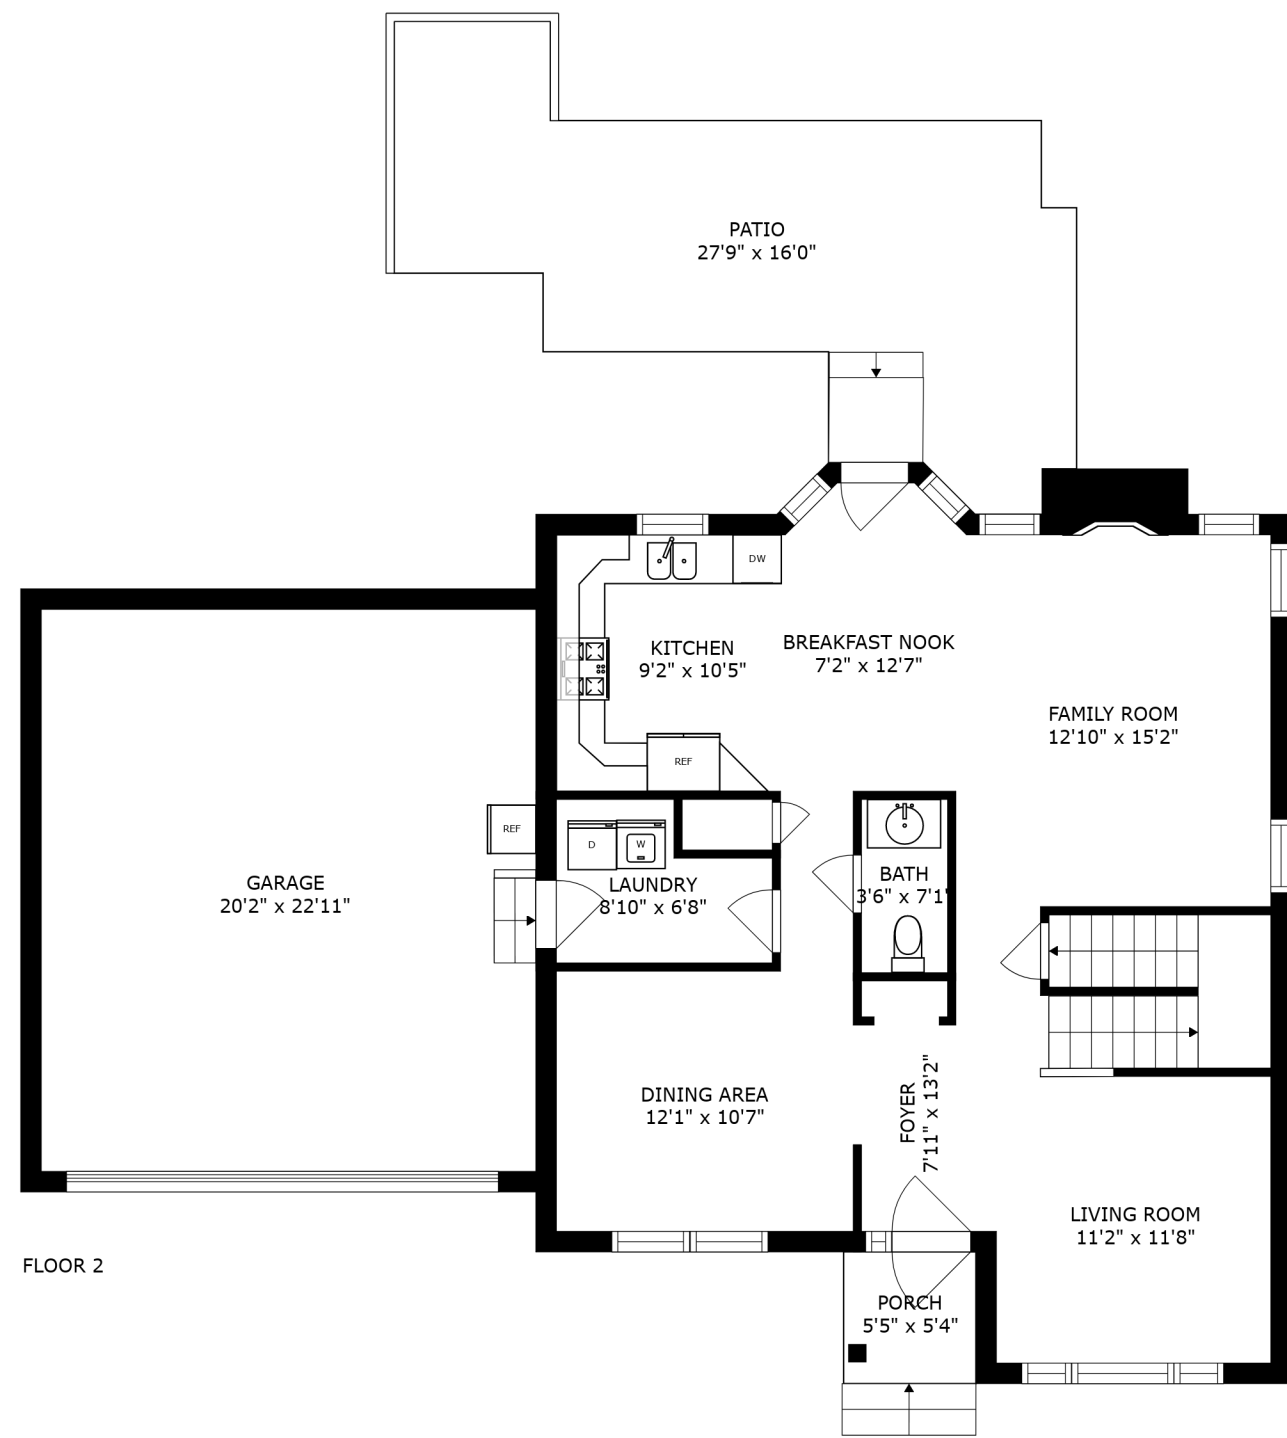 PATIO
27'9" x 16'0"
DW
KITCHEN
9'2" x 10'5"
BREAKFAST NOOK
7'2" x 12'7"
FAMILY ROOM
12'10" x 15'2"
REF
REF
D
W
LAUNDRY
8'10" x 6'8"
BATH
3'6" x 7'1"
GARAGE
20'2" x 22'11"
DINING AREA
12'1" x 10'7"
FOYER
7'11" x 13'2"
LIVING ROOM
11'2" x 11'8"
FLOOR 2
PORCH
5'5" x 5'4"